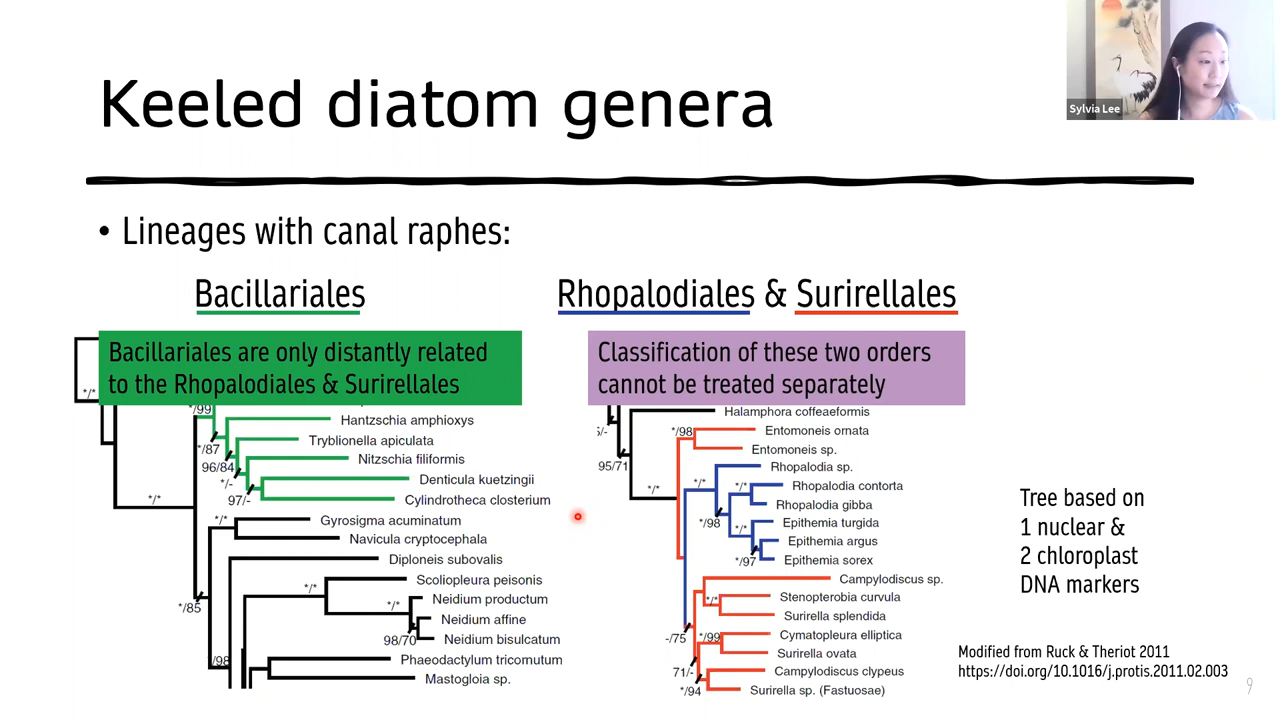 Sylvia Lee
Keeled diatom genera
• Lineages with canal raphes:
Bacillariales
Rhopalodiales & Surirellales
Bacillariales are only distantly related
to the Rhopalodiales & Surirellales
Classification of these two orders
cannot be treated separately
*/*
*/99
Hantzschia amphioxys
*/87
Tryblionella apiculata
96/84
Nitzschia filiformis
*/-
Denticula kuetzingii
97/-
Cylindrotheca closterium
*/*
*/*
Gyrosigma acuminatum
Navicula cryptocephala
Diploneis subovalis
*/*
Scoliopleura peisonis
*/85
*/*
Neidium productum
Neidium affine
98/70
Neidium bisulcatum
/98
Phaeodactylum tricornutum
Mastogloia sp.
Halamphora coffeaeformis
*/98
Entomoneis ornata
Entomoneis sp.
95/71
Rhopalodia sp.
*/*
*/*
*/*
Rhopalodia contorta
Rhopalodia gibba
*/98
*/*
Epithemia turgida
Epithemia argus
*/97
Epithemia sorex
Campylodiscus sp.
*/*
Stenopterobia curvula
Surirella splendida
-/75
*/99
Cymatopleura elliptica
Surirella ovata
71/-
Campylodiscus clypeus
*/94
Surirella sp. (Fastuosae)
Tree based on
1 nuclear &
2 chloroplast
DNA markers
Modified from Ruck & Theriot 2011
https://doi.org/10.1016/j.protis.2011.02.003
9